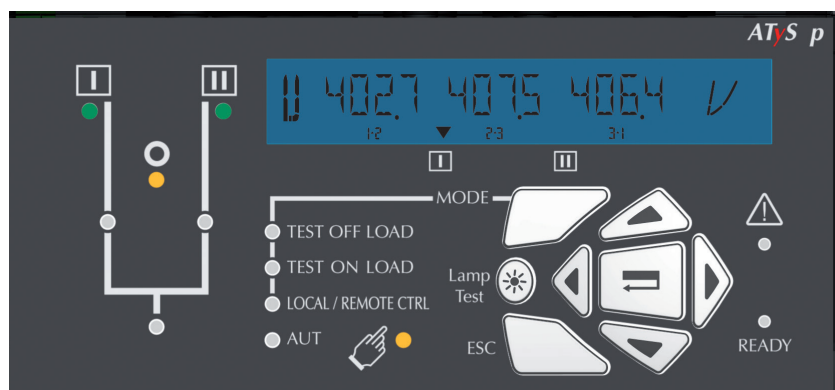 ATyS p
I II
U 402.7 407.5 406.4 V
1-2 2-3 3-1
I II
O
MODE
TEST OFF LOAD
TEST ON LOAD
LOCAL / REMOTE CTRL
AUT
Lamp
Test
ESC
READY